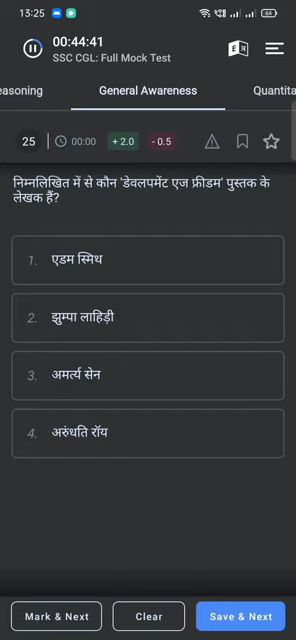 13:25
64
00:44:41
SSC CGL: Full Mock Test
easoning
General Awareness
Quantita
25
00:00
+ 2.0
- 0.5
निम्नलिखित में से कौन 'डेवलपमेंट एज फ्रीडम' पुस्तक के
लेखक हैं?
1. एडम स्मिथ
2. झुम्पा लाहिड़ी
3. अमर्त्य सेन
4. अरुंधति रॉय
Mark & Next
Clear
Save & Next